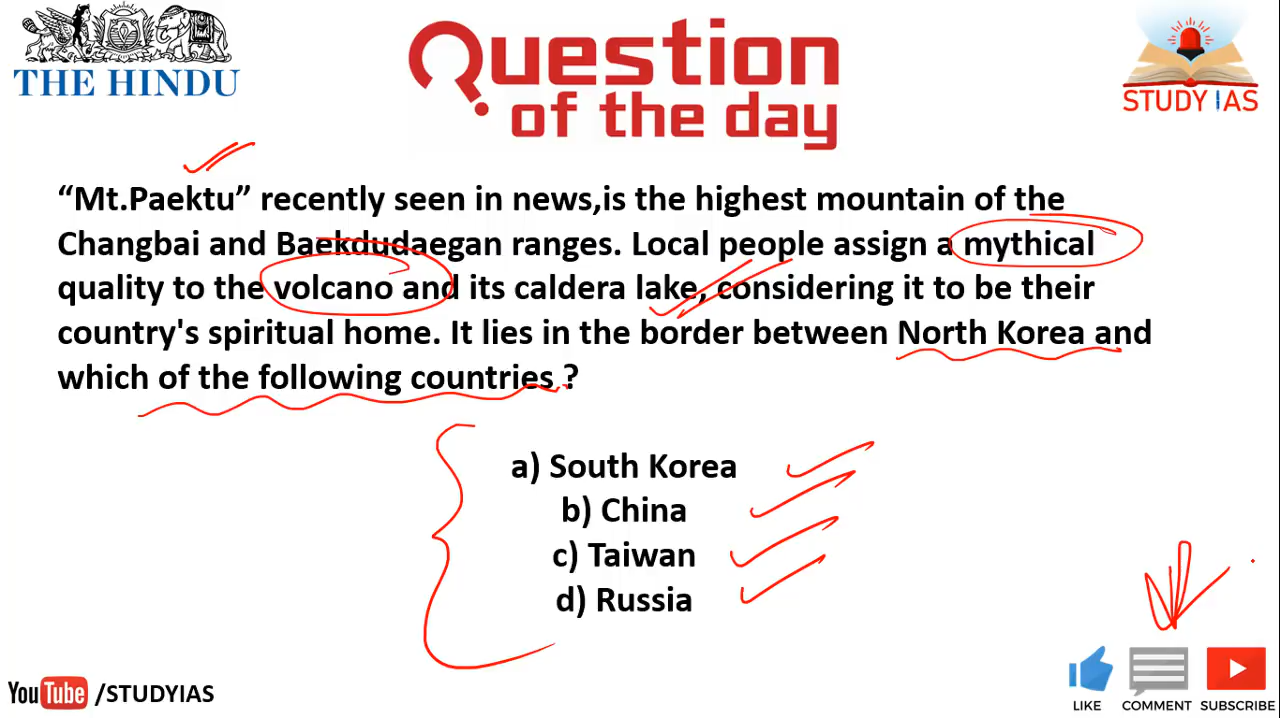 THE HINDU
Question
of the day
STUDY IAS
“Mt.Paektu” recently seen in news,is the highest mountain of the
Changbai and Baekdudaegan ranges. Local people assign a mythical
quality to the volcano and its caldera lake, considering it to be their
country's spiritual home. It lies in the border between North Korea and
which of the following countries ?
a) South Korea
b) China
c) Taiwan
d) Russia
YouTube /STUDYIAS
LIKE COMMENT SUBSCRIBE